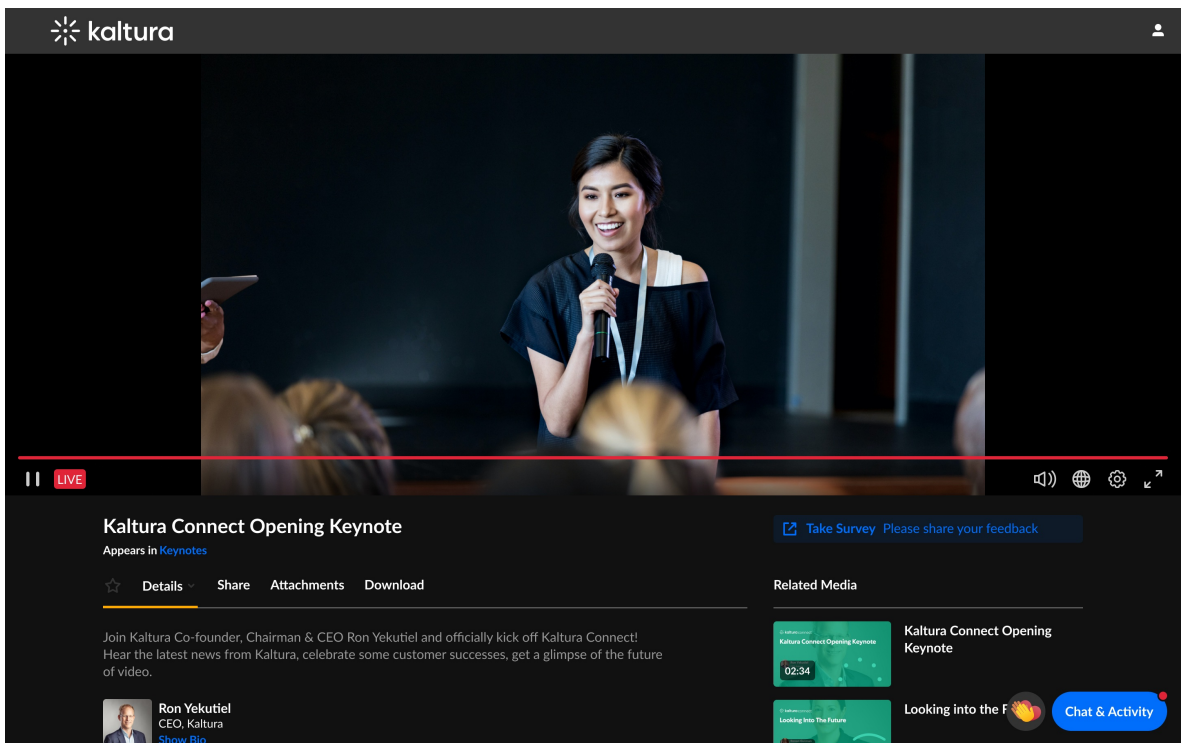 kaltura
LIVE
Kaltura Connect Opening Keynote
Appears in Keynotes
Take Survey Please share your feedback
Details
Share
Attachments
Download
Join Kaltura Co-founder, Chairman & CEO Ron Yekutiel and officially kick off Kaltura Connect!
Hear the latest news from Kaltura, celebrate some customer successes, get a glimpse of the future
of video.
Ron Yekutiel
CEO, Kaltura
Show Bio
Related Media
Kaltura Connect Opening Keynote
02:34
Kaltura Connect Opening
Keynote
Looking Into The Future
Looking into the F
Chat & Activity